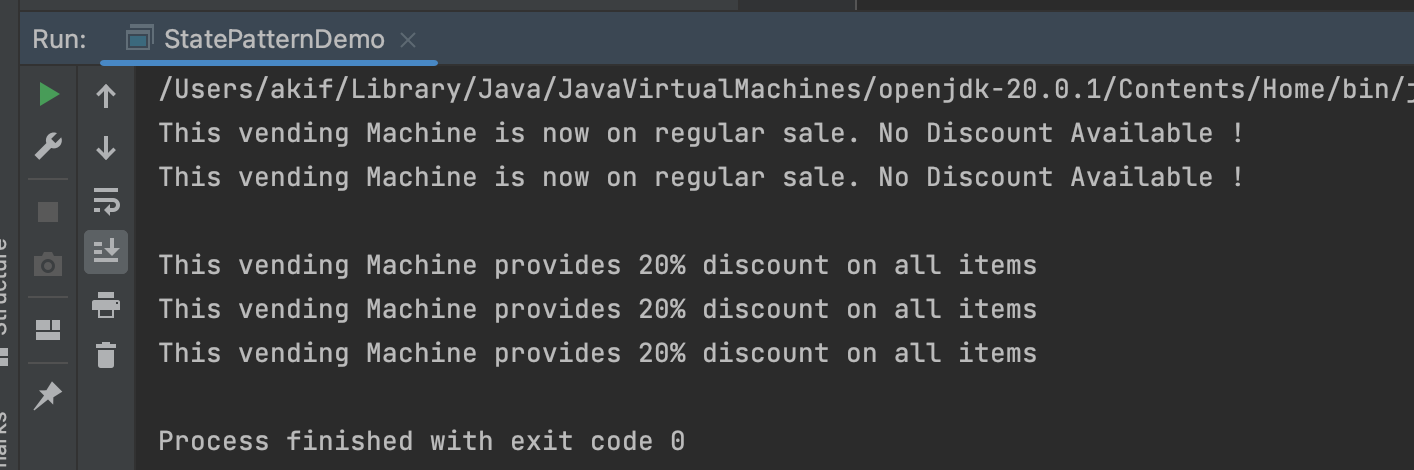 Run: StatePatternDemo
/Users/akif/Library/Java/JavaVirtualMachines/openjdk-20.0.1/Contents/Home/bin/j
This vending Machine is now on regular sale. No Discount Available !
This vending Machine is now on regular sale. No Discount Available !
This vending Machine provides 20% discount on all items
This vending Machine provides 20% discount on all items
This vending Machine provides 20% discount on all items
Process finished with exit code 0
Structure